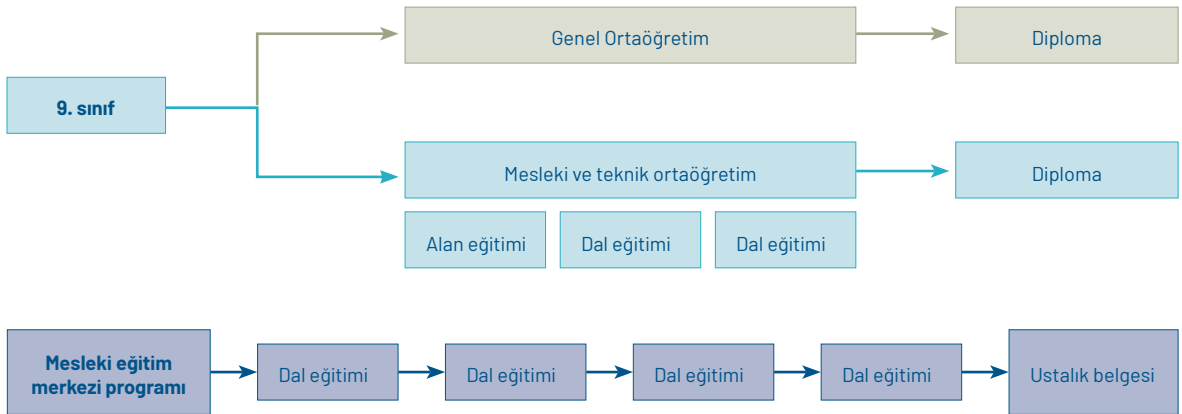 Genel Ortaöğretim
Diploma
9. sınıf
Mesleki ve teknik ortaöğretim
Diploma
Alan eğitimi
Dal eğitimi
Dal eğitimi
Mesleki eğitim
merkezi programı
Dal eğitimi
Dal eğitimi
Dal eğitimi
Dal eğitimi
Ustalık belgesi